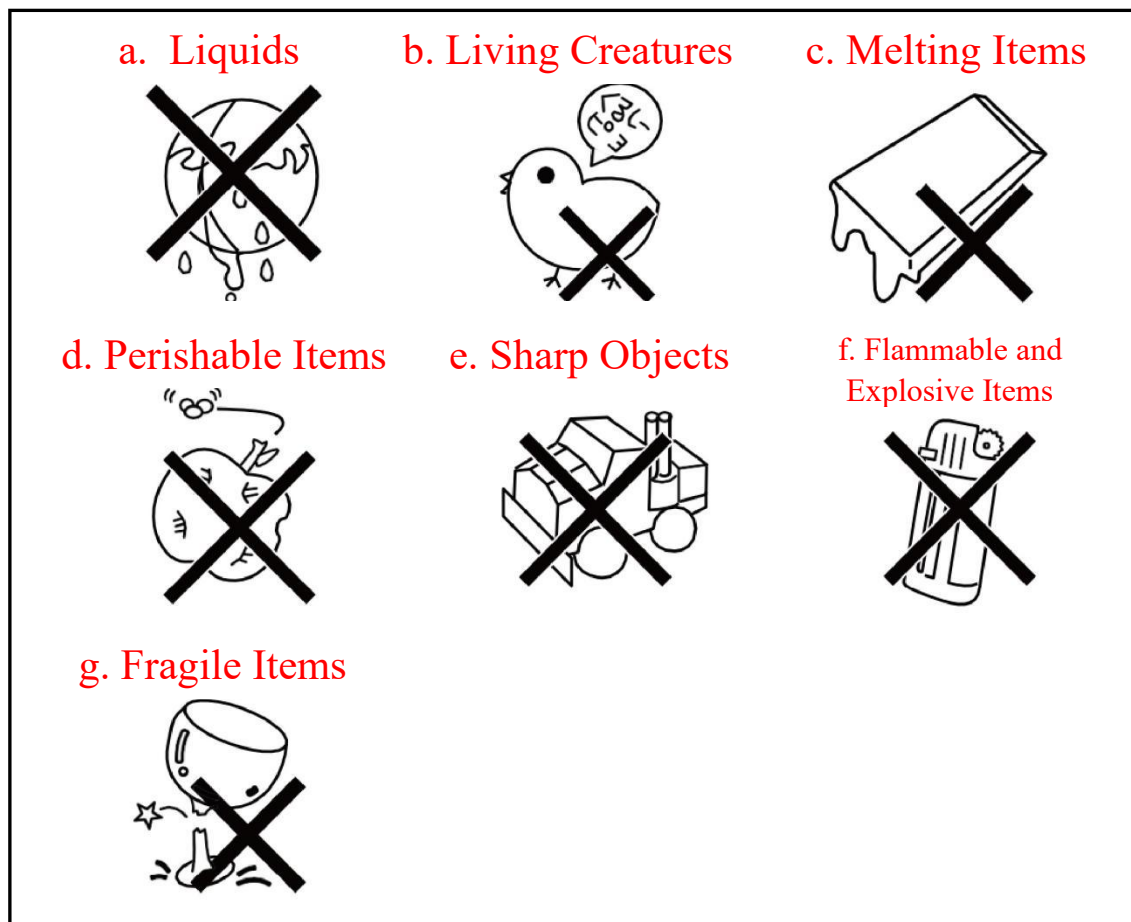 a. Liquids
b. Living Creatures
c. Melting Items
d. Perishable Items
e. Sharp Objects
f. Flammable and
Explosive Items
g. Fragile Items